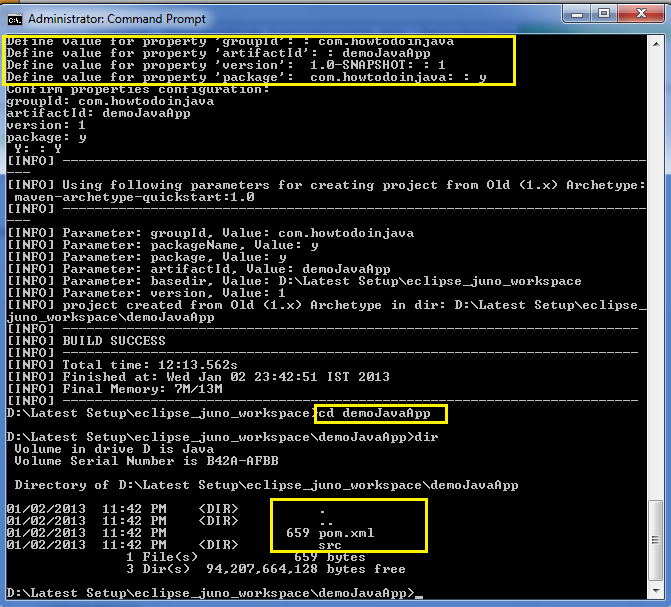 Administrator: Command Prompt
Define value for property 'groupId': : com.howtodoinjava
Define value for property 'artifactId': : demoJavaApp
Define value for property 'version':  1.0-SNAPSHOT: : 1
Define value for property 'package':  com.howtodoinjava: : y
Confirm properties configuration:
groupId: com.howtodoinjava
artifactId: demoJavaApp
version: 1
package: y
 Y: : Y
[INFO] ------------------------------------------------------------------------
---
[INFO] Using following parameters for creating project from Old (1.x) Archetype:
 maven-archetype-quickstart:1.0
[INFO] ------------------------------------------------------------------------
---
[INFO] Parameter: groupId, Value: com.howtodoinjava
[INFO] Parameter: packageName, Value: y
[INFO] Parameter: package, Value: y
[INFO] Parameter: artifactId, Value: demoJavaApp
[INFO] Parameter: basedir, Value: D:\Latest Setup\eclipse_juno_workspace
[INFO] Parameter: version, Value: 1
[INFO] project created from Old (1.x) Archetype in dir: D:\Latest Setup\eclipse_
juno_workspace\demoJavaApp
[INFO] ------------------------------------------------------------------------
[INFO] BUILD SUCCESS
[INFO] ------------------------------------------------------------------------
[INFO] Total time: 12:13.562s
[INFO] Finished at: Wed Jan 02 23:42:51 IST 2013
[INFO] Final Memory: 7M/13M
[INFO] ------------------------------------------------------------------------
D:\Latest Setup\eclipse_juno_workspace>cd demoJavaApp
D:\Latest Setup\eclipse_juno_workspace\demoJavaApp>dir
 Volume in drive D is Java
 Volume Serial Number is B42A-AFBB
 Directory of D:\Latest Setup\eclipse_juno_workspace\demoJavaApp
01/02/2013  11:42 PM    <DIR>          .
01/02/2013  11:42 PM    <DIR>          ..
01/02/2013  11:42 PM               659 pom.xml
01/02/2013  11:42 PM    <DIR>          src
               1 File(s)            659 bytes
               3 Dir(s)  94,207,664,128 bytes free
D:\Latest Setup\eclipse_juno_workspace\demoJavaApp>_